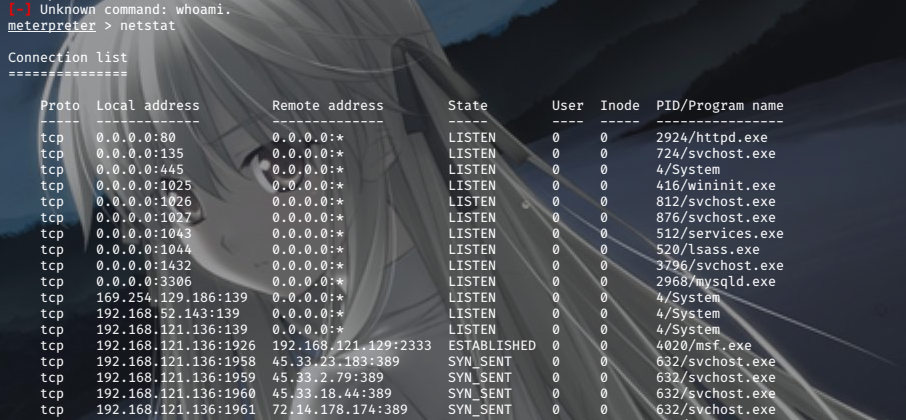 [-] Unknown command: whoami.
meterpreter > netstat
Connection list
===============
Proto Local address Remote address State User Inode PID/Program name
----- ------------- -------------- ----- ---- ----- ----------------
tcp 0.0.0.0:80 0.0.0.0:* LISTEN 0 0 2924/httpd.exe
tcp 0.0.0.0:135 0.0.0.0:* LISTEN 0 0 724/svchost.exe
tcp 0.0.0.0:445 0.0.0.0:* LISTEN 0 0 4/System
tcp 0.0.0.0:1025 0.0.0.0:* LISTEN 0 0 416/wininit.exe
tcp 0.0.0.0:1026 0.0.0.0:* LISTEN 0 0 812/svchost.exe
tcp 0.0.0.0:1027 0.0.0.0:* LISTEN 0 0 876/svchost.exe
tcp 0.0.0.0:1043 0.0.0.0:* LISTEN 0 0 512/services.exe
tcp 0.0.0.0:1044 0.0.0.0:* LISTEN 0 0 520/lsass.exe
tcp 0.0.0.0:1432 0.0.0.0:* LISTEN 0 0 3796/svchost.exe
tcp 0.0.0.0:3306 0.0.0.0:* LISTEN 0 0 2968/mysqld.exe
tcp 169.254.129.186:139 0.0.0.0:* LISTEN 0 0 4/System
tcp 192.168.52.143:139 0.0.0.0:* LISTEN 0 0 4/System
tcp 192.168.121.136:139 0.0.0.0:* LISTEN 0 0 4/System
tcp 192.168.121.136:1926 192.168.121.129:2333 ESTABLISHED 0 0 4020/msf.exe
tcp 192.168.121.136:1958 45.33.23.183:389 SYN_SENT 0 0 632/svchost.exe
tcp 192.168.121.136:1959 45.33.2.79:389 SYN_SENT 0 0 632/svchost.exe
tcp 192.168.121.136:1960 45.33.18.44:389 SYN_SENT 0 0 632/svchost.exe
tcp 192.168.121.136:1961 72.14.178.174:389 SYN_SENT 0 0 632/svchost.exe